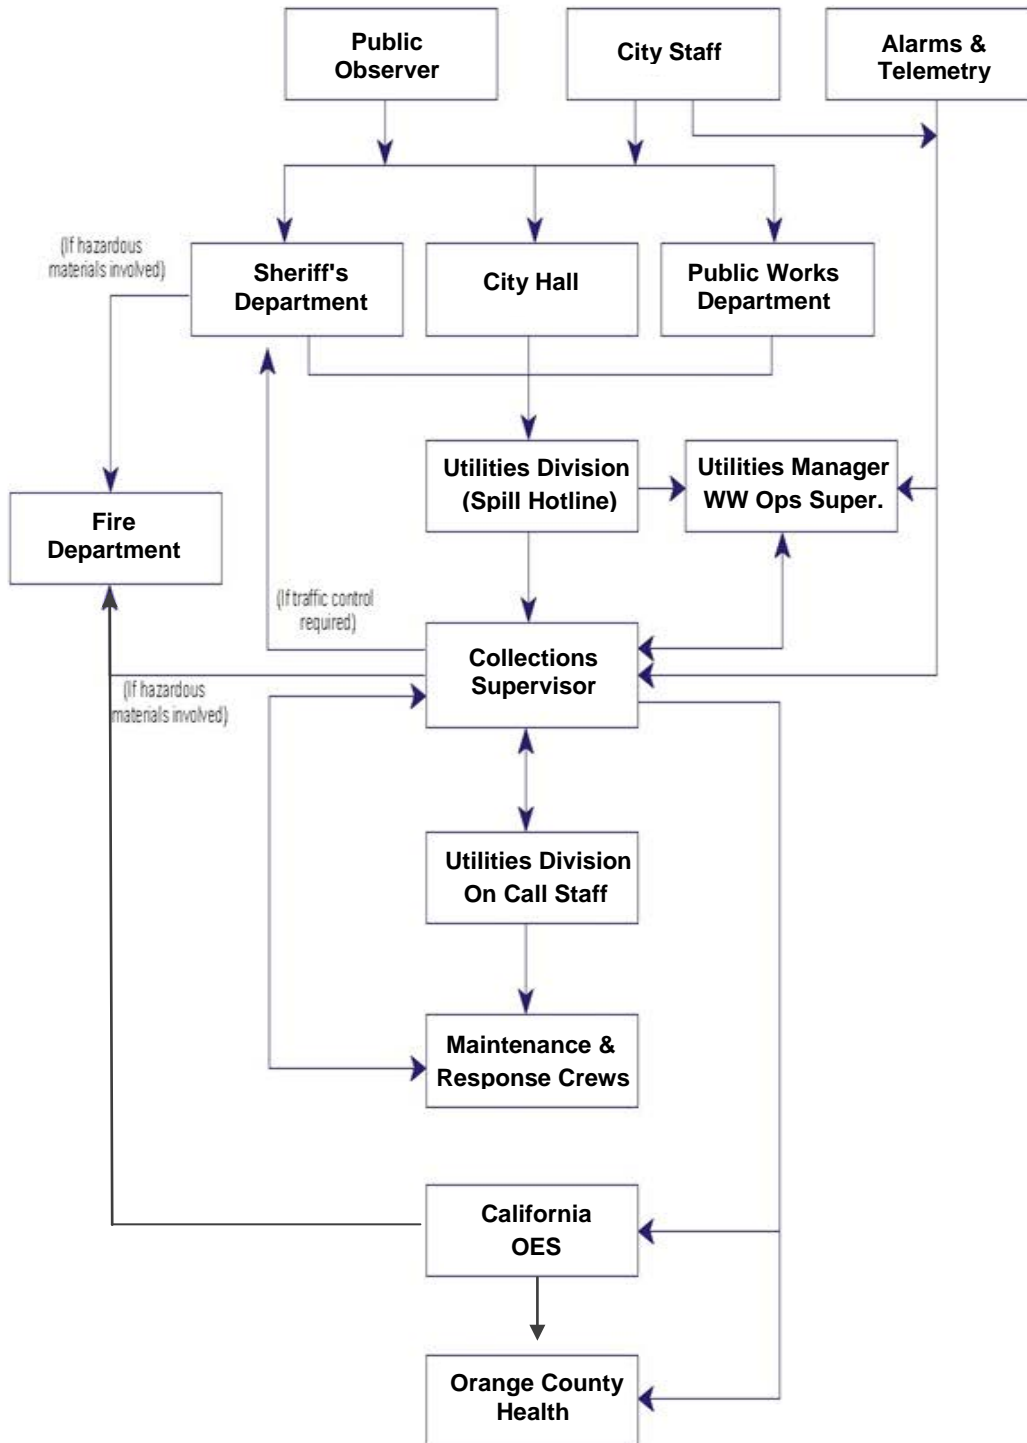 Public
Observer
City Staff
Alarms &
Telemetry
(If hazardous
materials involved)
Sheriff's
Department
City Hall
Public Works
Department
Utilities Division
(Spill Hotline)
Utilities Manager
WW Ops Super.
Fire
Department
(If traffic control
required)
Collections
Supervisor
(If hazardous
materials involved)
Utilities Division
On Call Staff
Maintenance &
Response Crews
California
OES
Orange County
Health